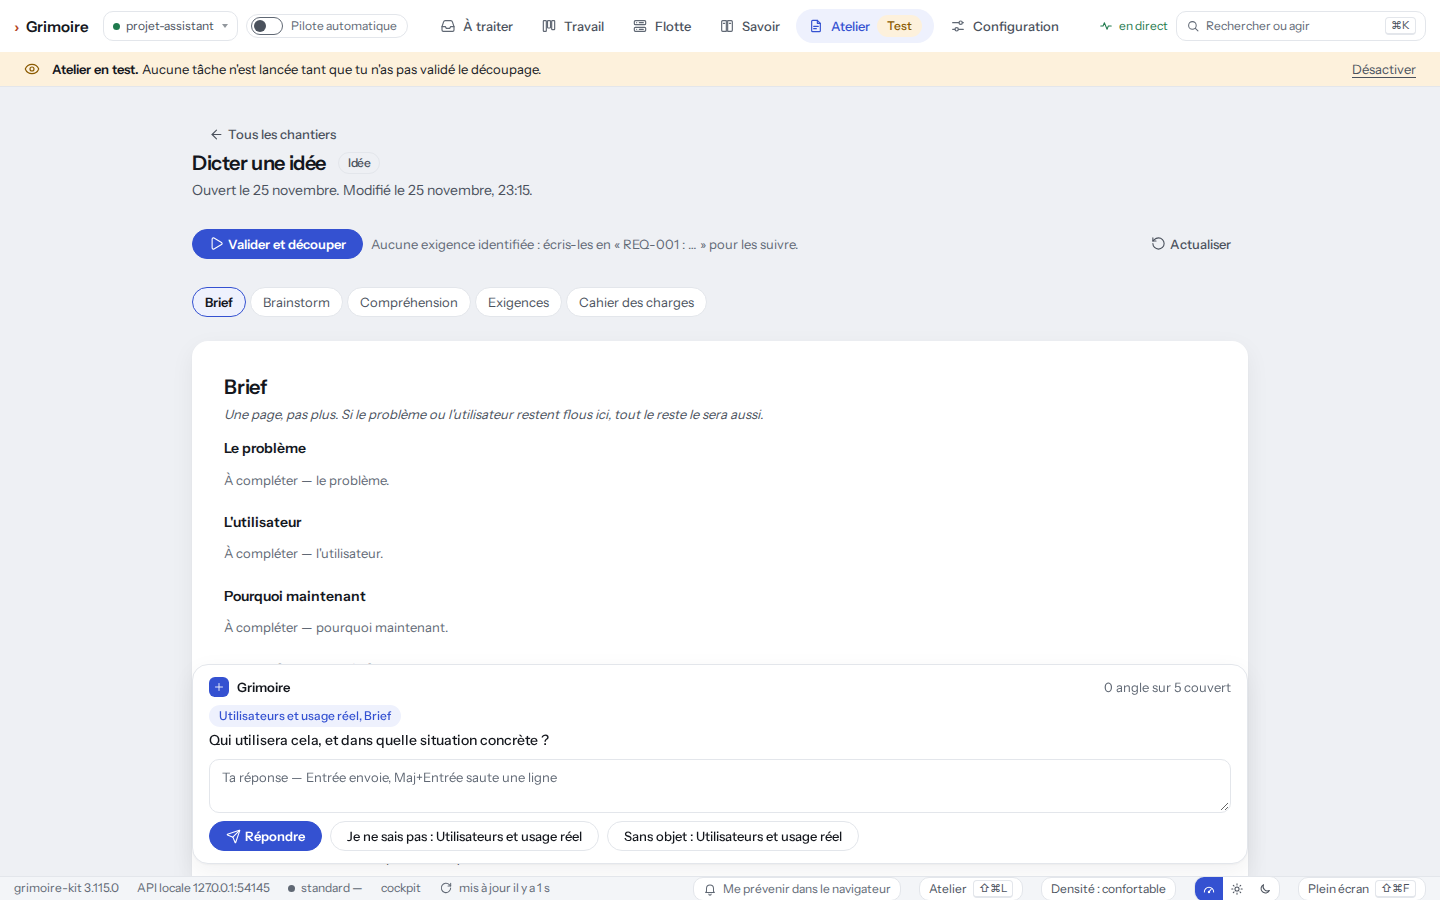 › Grimoire
projet-assistant
Pilote automatique
À traiter
Travail
Flotte
Savoir
Atelier Test
Configuration
en direct
Rechercher ou agir ⌘K
Atelier en test. Aucune tâche n'est lancée tant que tu n'as pas validé le découpage.
Désactiver
← Tous les chantiers
Dicter une idée Idée
Ouvert le 25 novembre. Modifié le 25 novembre, 23:15.
Valider et découper
Aucune exigence identifiée : écris-les en « REQ-001 : … » pour les suivre.
Actualiser
Brief
Brainstorm
Compréhension
Exigences
Cahier des charges
Brief
Une page, pas plus. Si le problème ou l'utilisateur restent flous ici, tout le reste le sera aussi.
Le problème
À compléter — le problème.
L'utilisateur
À compléter — l'utilisateur.
Pourquoi maintenant
À compléter — pourquoi maintenant.
Grimoire
0 angle sur 5 couvert
Utilisateurs et usage réel, Brief
Qui utilisera cela, et dans quelle situation concrète ?
Ta réponse — Entrée envoie, Maj+Entrée saute une ligne
Répondre
Je ne sais pas : Utilisateurs et usage réel
Sans objet : Utilisateurs et usage réel
grimoire-kit 3.115.0
API locale 127.0.0.1:54145
standard —
cockpit
mis à jour il y a 1 s
Me prévenir dans le navigateur
Atelier ⇧⌘L
Densité : confortable
Plein écran ⇧⌘F